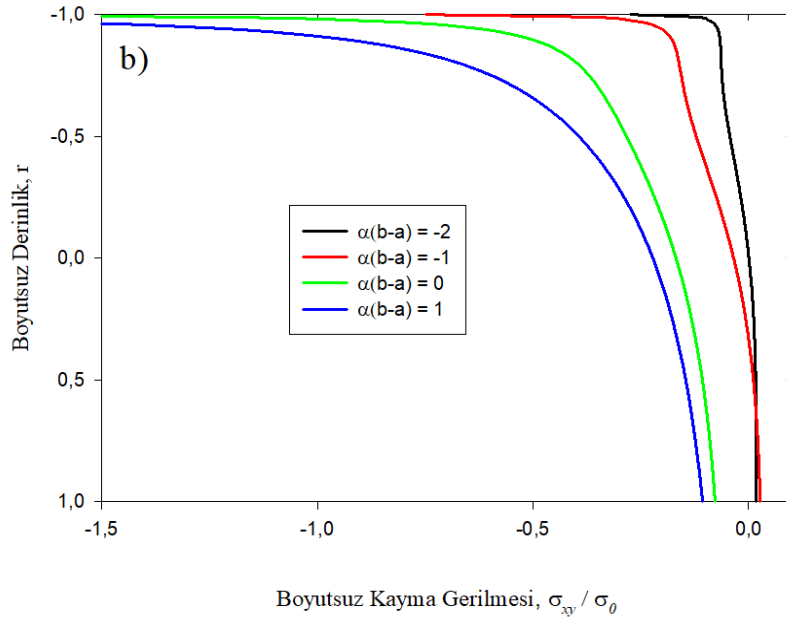 b)
Boyutsuz Derinlik, r
-1,0
-0,5
0,0
0,5
1,0
α(b-a) = -2
α(b-a) = -1
α(b-a) = 0
α(b-a) = 1
-1,5 -1,0 -0,5 0,0
Boyutsuz Kayma Gerilmesi, σxy / σ0